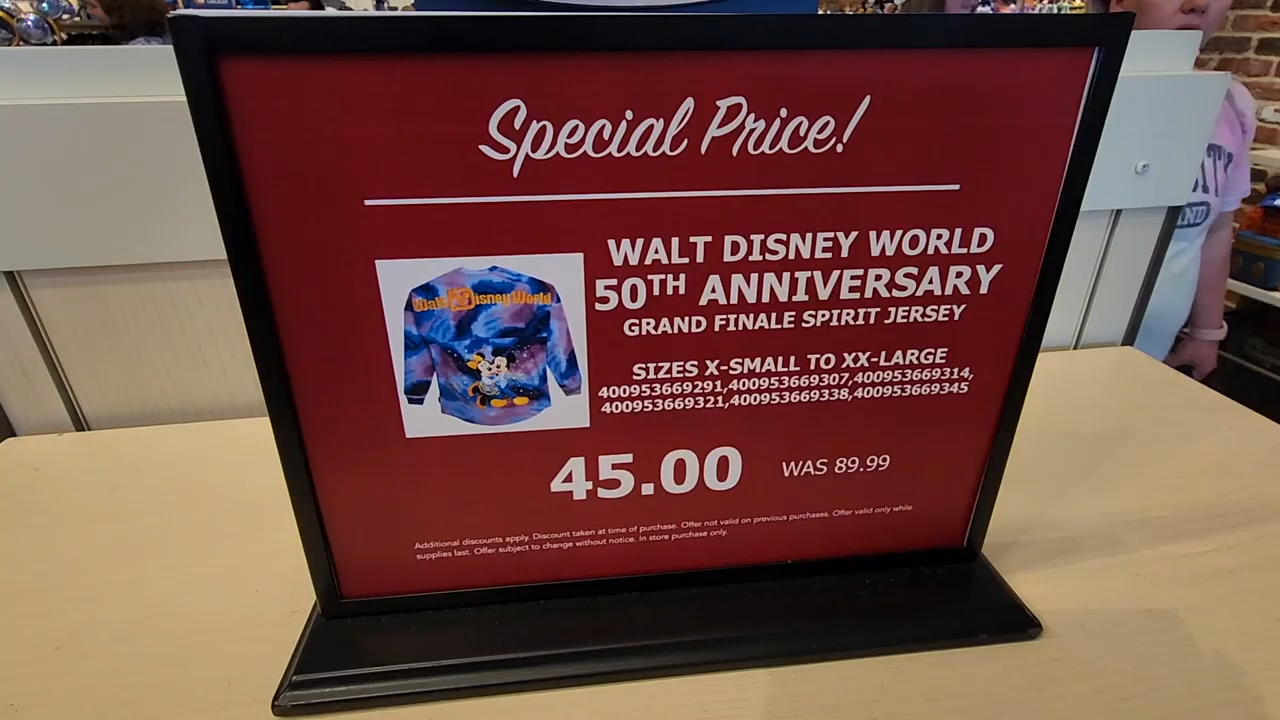 Special Price!
WALT DISNEY WORLD
50TH ANNIVERSARY
GRAND FINALE SPIRIT JERSEY
Walt Disney World
SIZES X-SMALL TO XX-LARGE
400953669291,400953669307,400953669314,
400953669321,400953669338,400953669345
45.00 WAS 89.99
Additional discounts apply. Discount taken at time of purchase. Offer not valid on previous purchases. Offer valid only while
supplies last. Offer subject to change without notice. In store purchase only.